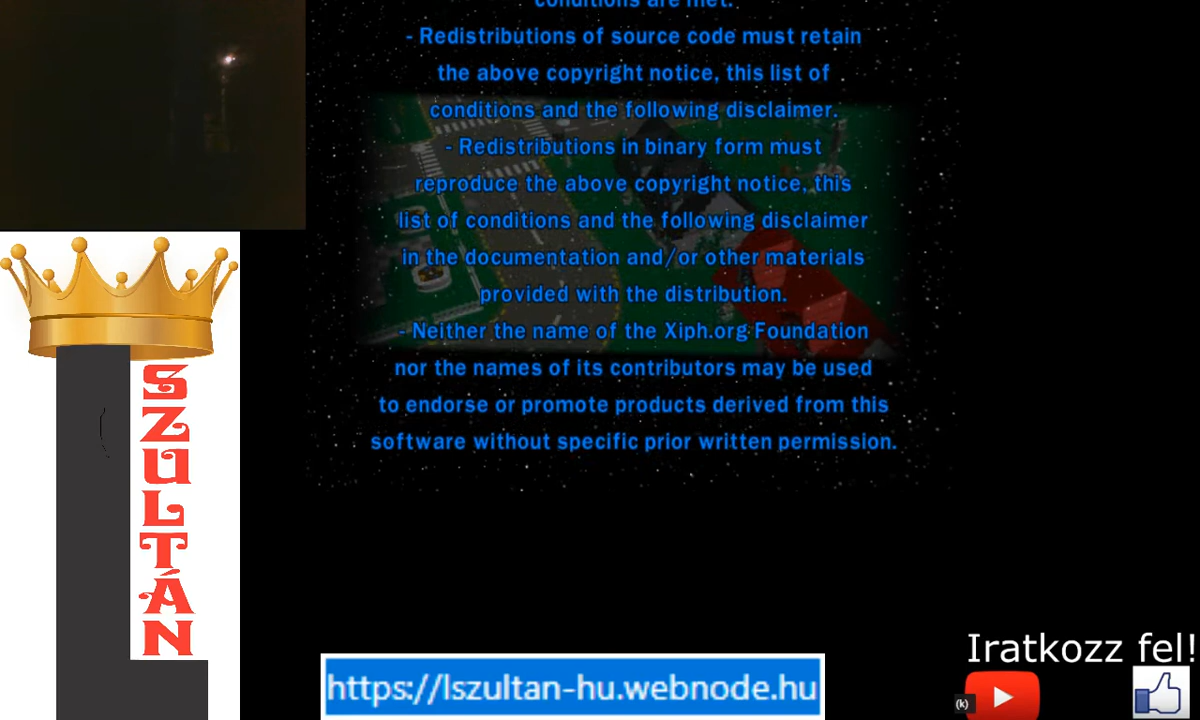 conditions are met:
- Redistributions of source code must retain
the above copyright notice, this list of
conditions and the following disclaimer.
- Redistributions in binary form must
reproduce the above copyright notice, this
list of conditions and the following disclaimer
in the documentation and/or other materials
provided with the distribution.
- Neither the name of the Xiph.org Foundation
nor the names of its contributors may be used
to endorse or promote products derived from this
software without specific prior written permission.
L
SZULTÁN
https://lszultan-hu.webnode.hu
Iratkozz fel!
(k)